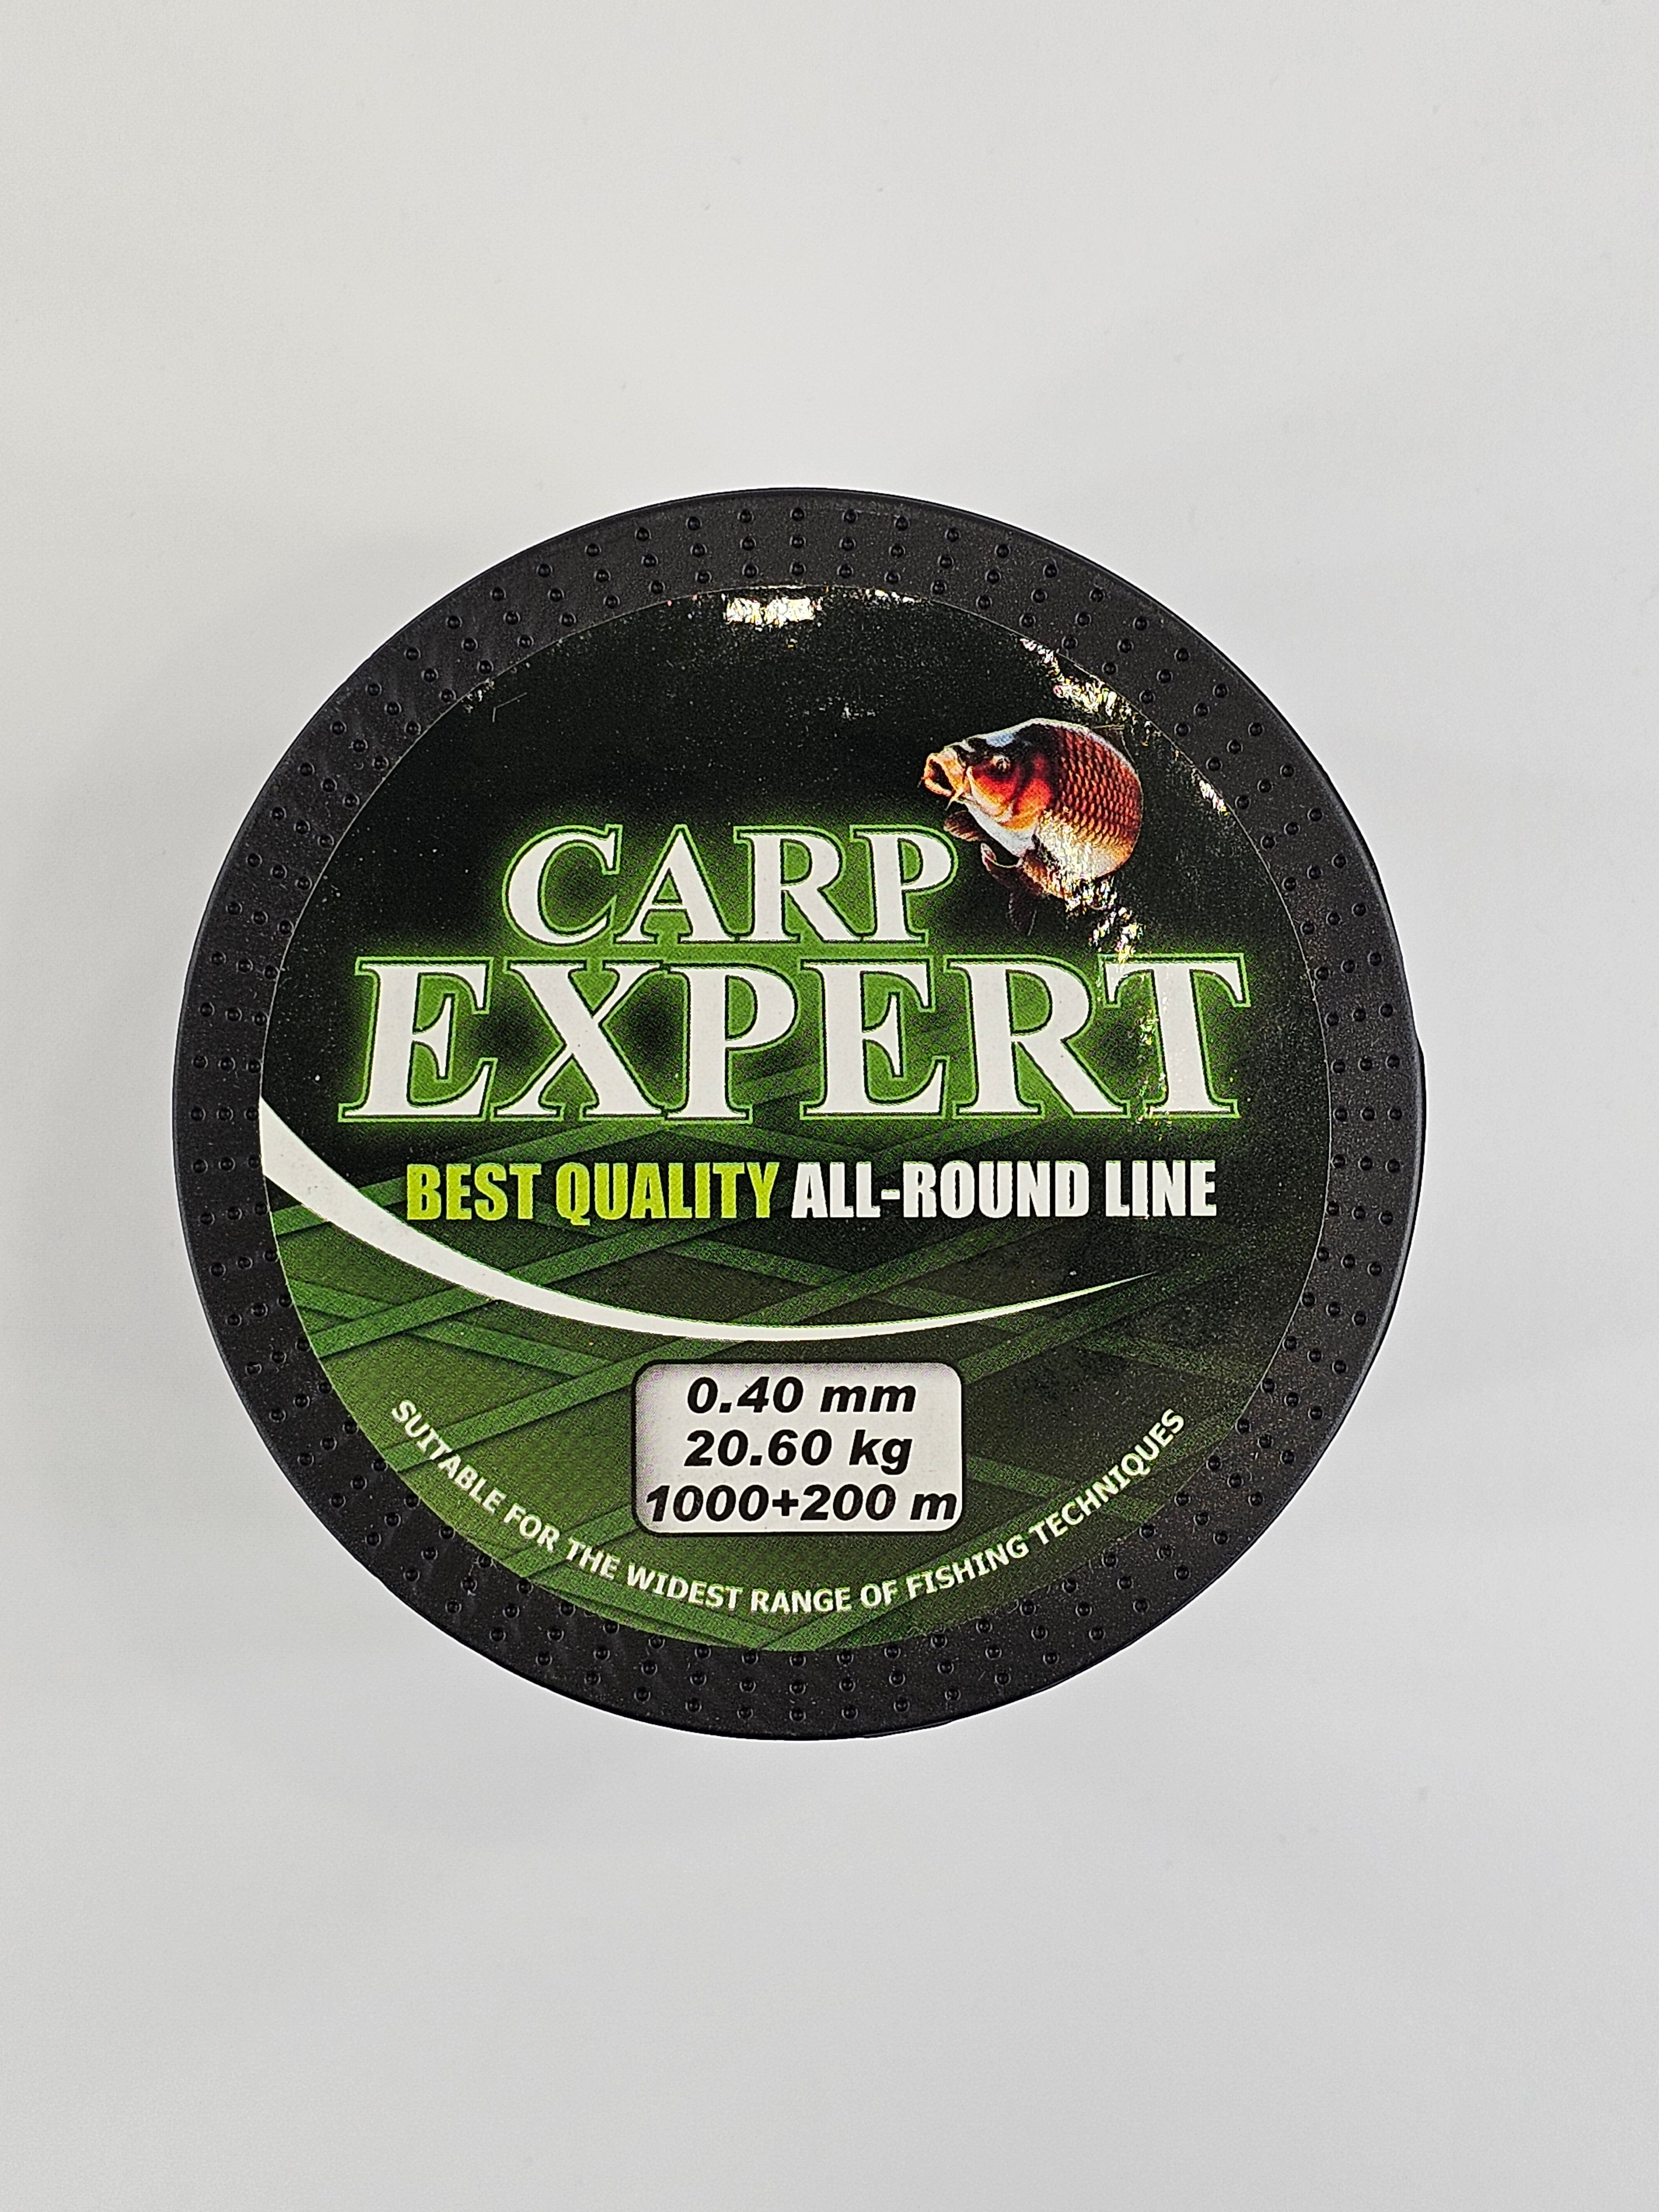 CARP
EXPERT
BEST QUALITY ALL-ROUND LINE
0.40 mm
20.60 kg
1000+200 m
SUITABLE FOR THE WIDEST RANGE OF FISHING TECHNIQUES